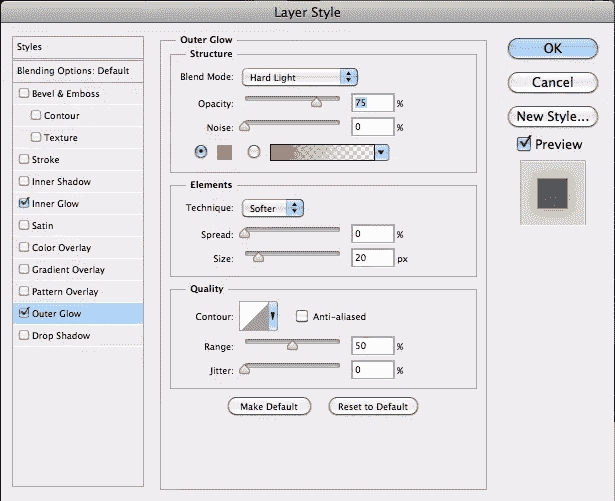 Layer Style
Styles
Blending Options: Default
Bevel & Emboss
Contour
Texture
Stroke
Inner Shadow
Inner Glow
Satin
Color Overlay
Gradient Overlay
Pattern Overlay
Outer Glow
Drop Shadow
Outer Glow
Structure
Blend Mode: Hard Light
Opacity: 75 %
Noise: 0 %
Elements
Technique: Softer
Spread: 0 %
Size: 20 px
Quality
Contour: Anti-aliased
Range: 50 %
Jitter: 0 %
Make Default Reset to Default
OK
Cancel
New Style...
Preview